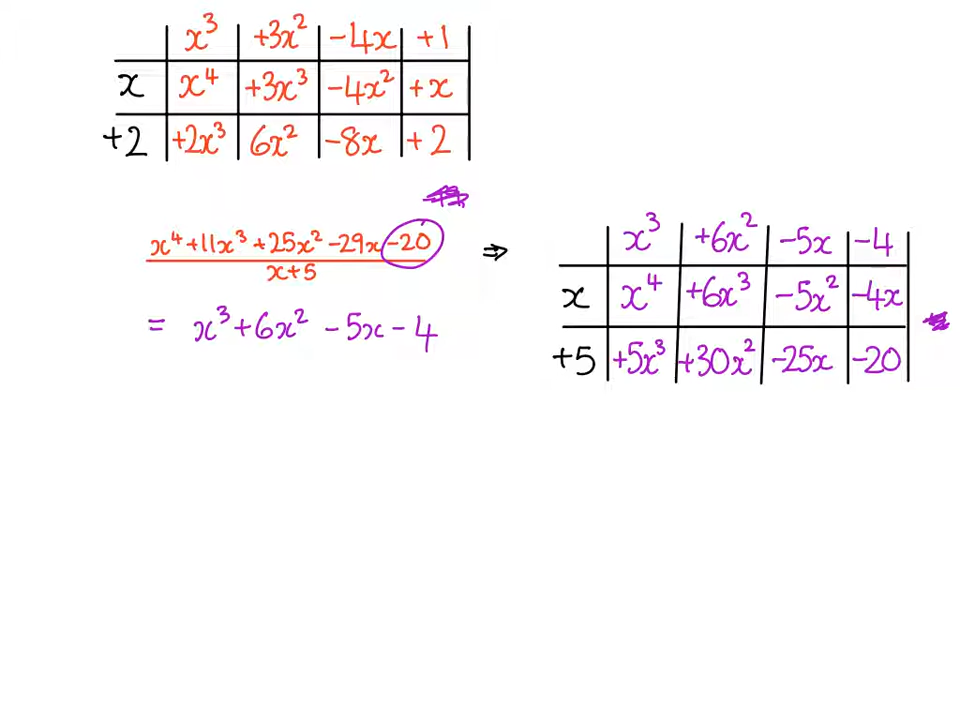 x³ +3x² -4x +1
x x⁴ +3x³ -4x² +x
+2 +2x³ 6x² -8x +2
x⁴+11x³+25x²-29x-20
x+5
⇒
= x³+6x²-5x-4
x³ +6x² -5x -4
x x⁴ +6x³ -5x² -4x
+5 +5x³ +30x² -25x -20